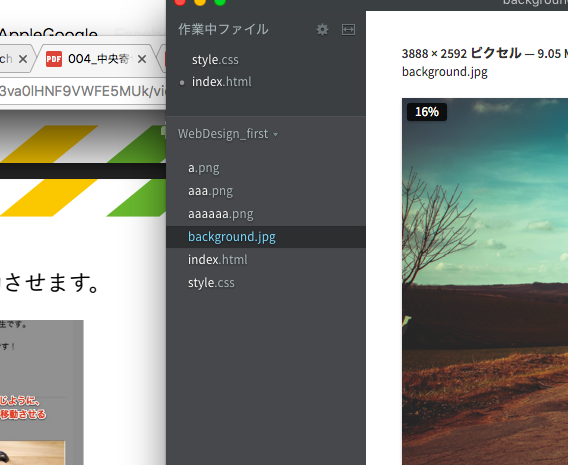 AppleGoogle
ch
PDF 004_中央寄
3va0lHNF9VWFE5MUk/vi
させます。
生です。
す！
じように、
移動させる
作業中ファイル
style.css
index.html
WebDesign_first
a.png
aaa.png
aaaaaa.png
background.jpg
index.html
style.css
3888 × 2592 ピクセル — 9.05 M
background.jpg
16%